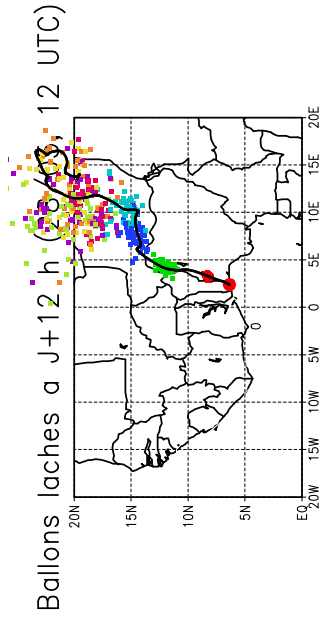 Ballons laches a J+12 h 12 UTC)
20N
15N
10N
5N
EQ
20W
15W
10W
5W
0
5E
10E
15E
20E
0